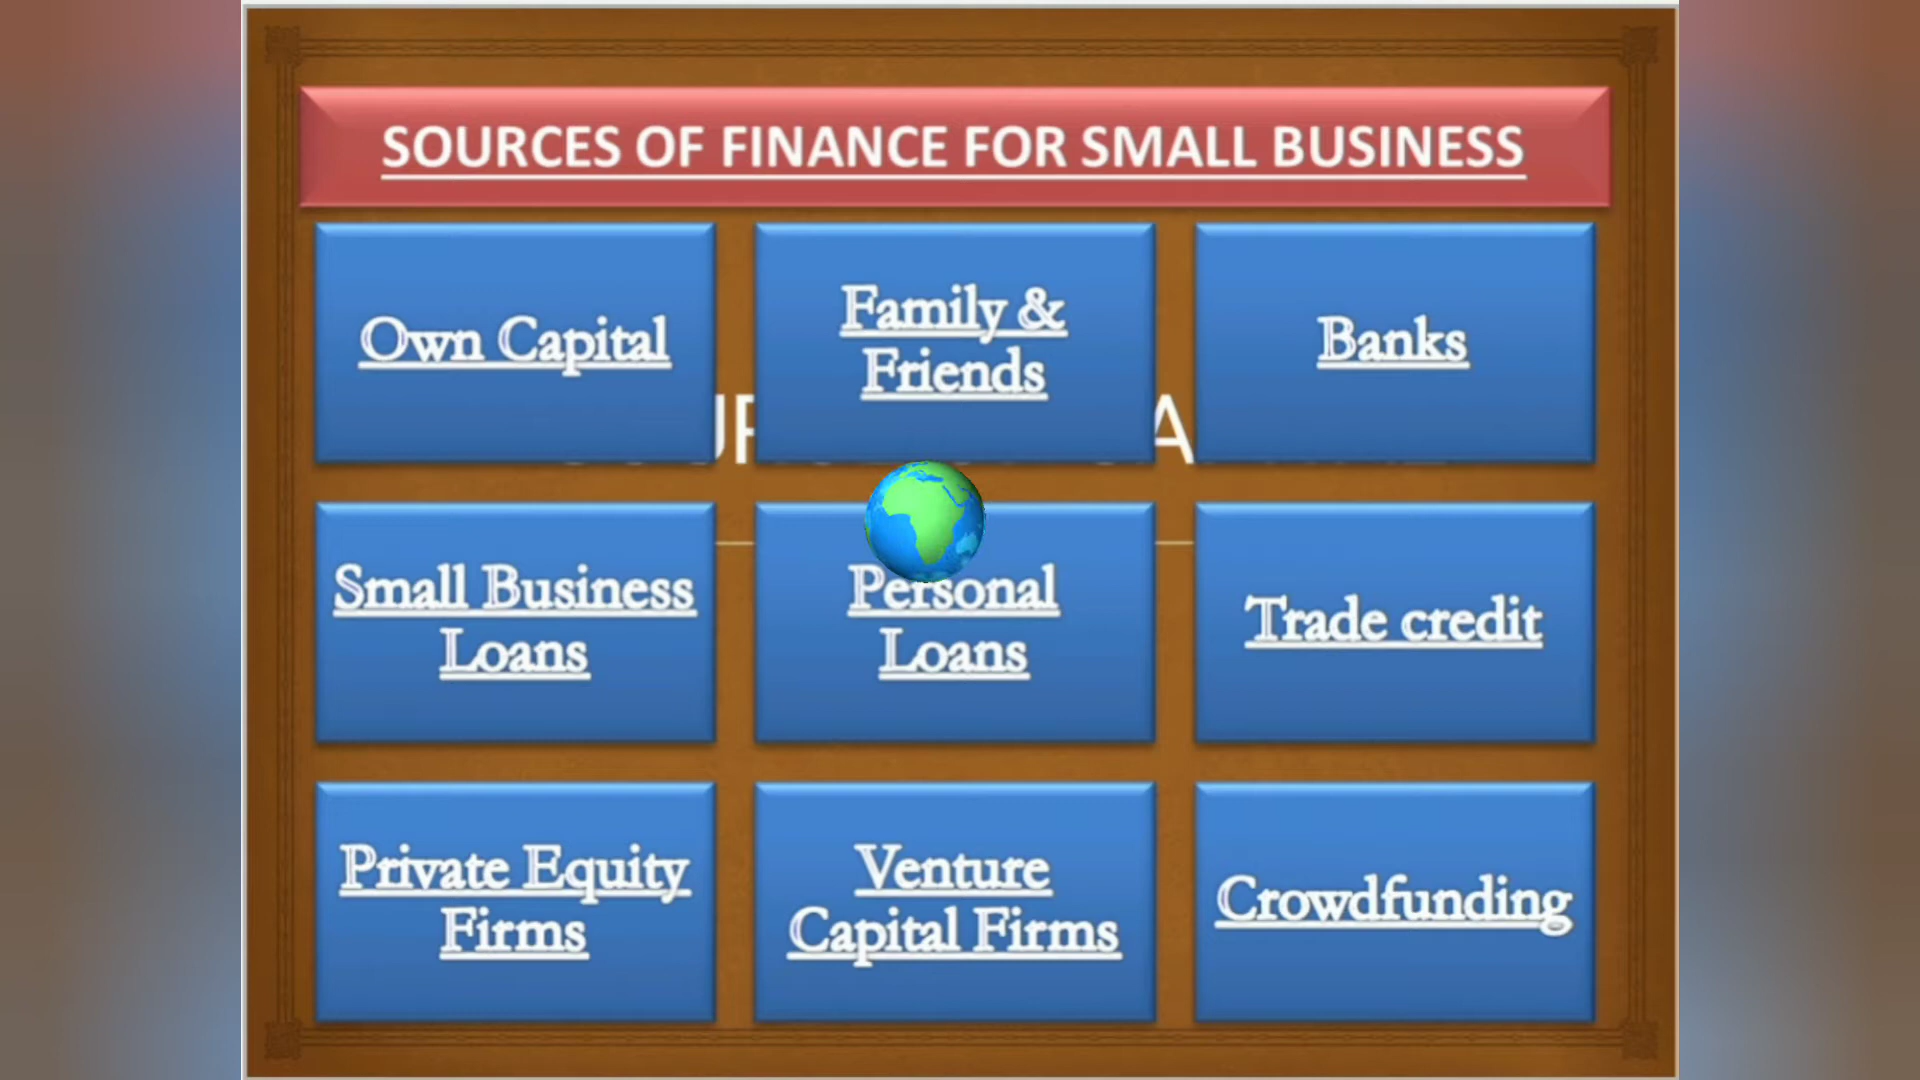 SOURCES OF FINANCE FOR SMALL BUSINESS
Own Capital
Family &
Friends
Banks
Small Business
Loans
Personal
Loans
Trade credit
Private Equity
Firms
Venture
Capital Firms
Crowdfunding